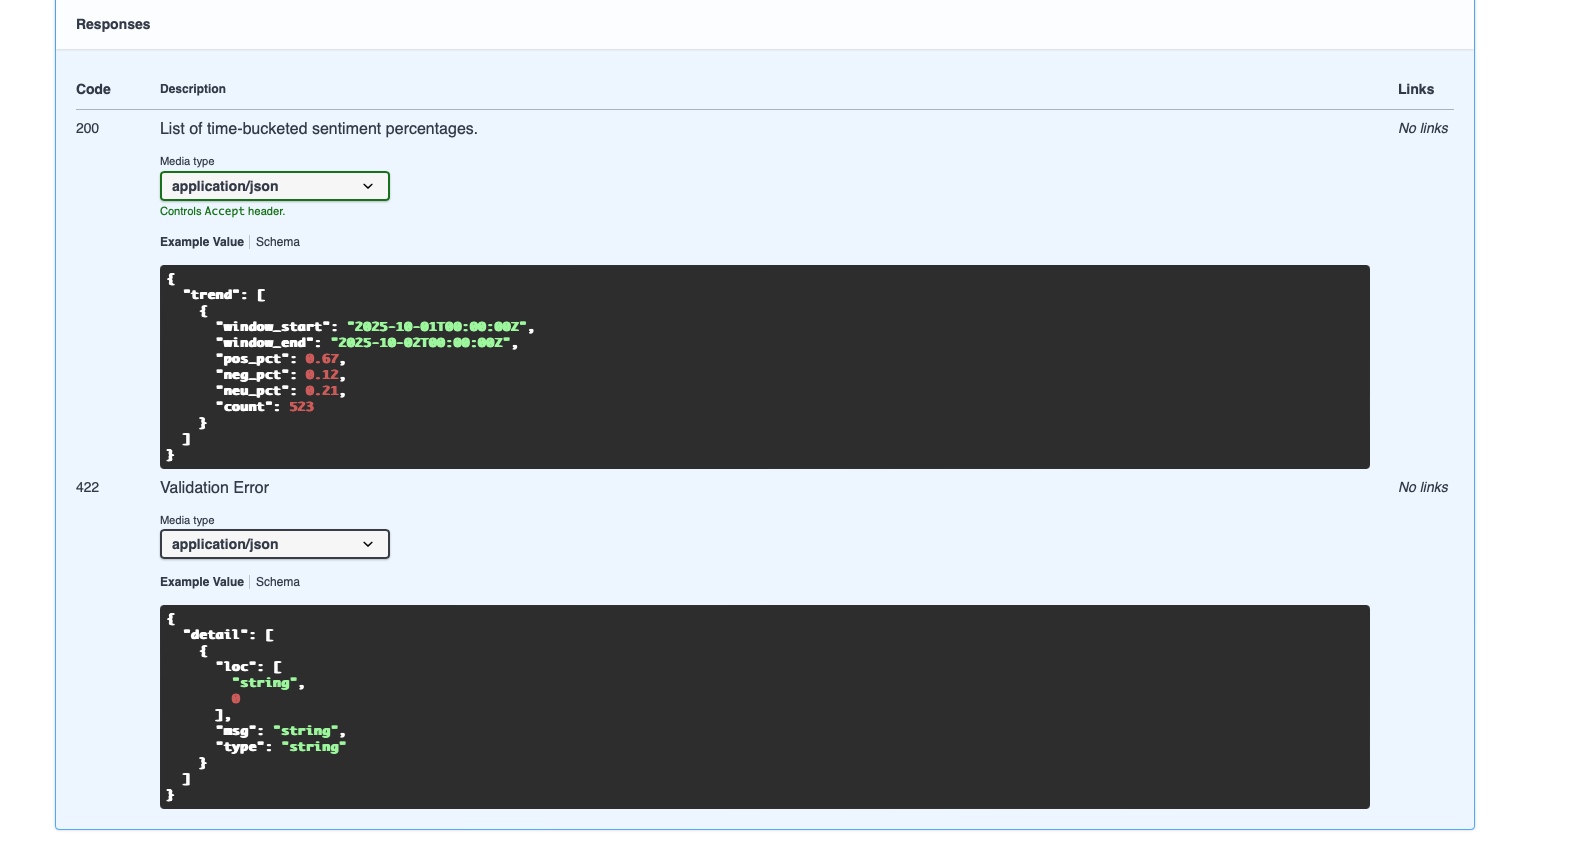 Responses
Code Description Links
200 List of time-bucketed sentiment percentages. No links
Media type
application/json
Controls Accept header.
Example Value Schema
{
  "trend": [
    {
      "window_start": "2025-10-01T00:00:00Z",
      "window_end": "2025-10-02T00:00:00Z",
      "pos_pct": 0.67,
      "neg_pct": 0.12,
      "neu_pct": 0.21,
      "count": 523
    }
  ]
}
422 Validation Error No links
Media type
application/json
Example Value Schema
{
  "detail": [
    {
      "loc": [
        "string",
        0
      ],
      "msg": "string",
      "type": "string"
    }
  ]
}